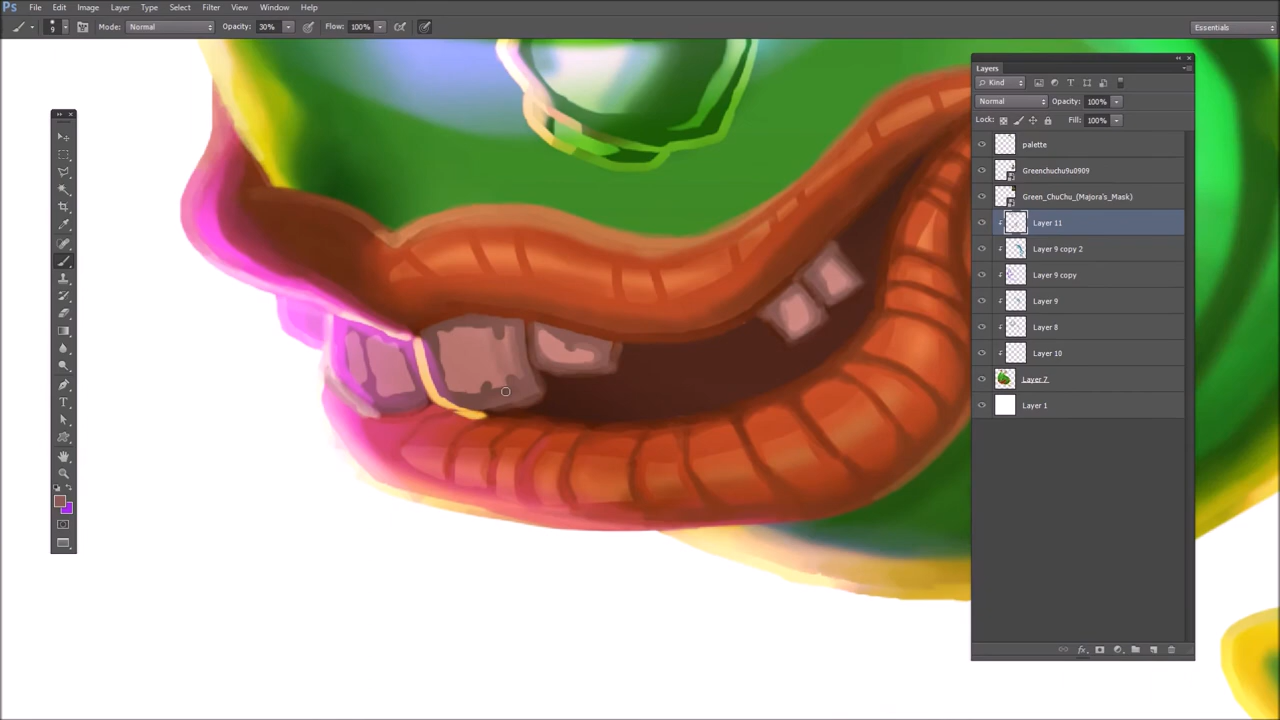 Ps File Edit Image Layer Type Select Filter View Window Help
9 Mode: Normal Opacity: 30% Flow: 100% Essentials
Layers
Kind
Normal Opacity: 100%
Lock: Fill: 100%
palette
Greenchuchu9u0909
Green_ChuChu_(Majora's_Mask)
Layer 11
Layer 9 copy 2
Layer 9 copy
Layer 9
Layer 8
Layer 10
Layer 7
Layer 1